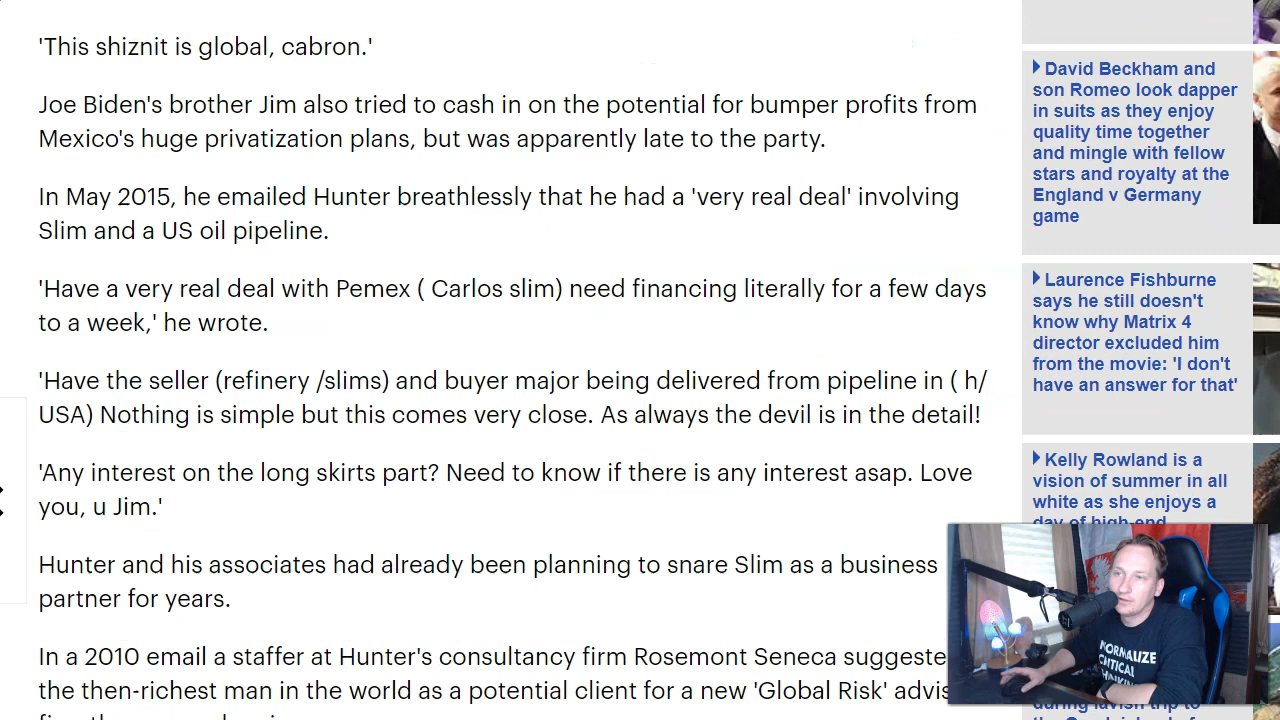 'This shiznit is global, cabron.'
Joe Biden's brother Jim also tried to cash in on the potential for bumper profits from
Mexico's huge privatization plans, but was apparently late to the party.
In May 2015, he emailed Hunter breathlessly that he had a 'very real deal' involving
Slim and a US oil pipeline.
'Have a very real deal with Pemex ( Carlos slim) need financing literally for a few days
to a week,' he wrote.
'Have the seller (refinery /slims) and buyer major being delivered from pipeline in ( h/
USA) Nothing is simple but this comes very close. As always the devil is in the detail!
'Any interest on the long skirts part? Need to know if there is any interest asap. Love
you, u Jim.'
Hunter and his associates had already been planning to snare Slim as a business
partner for years.
In a 2010 email a staffer at Hunter's consultancy firm Rosemont Seneca suggeste
the then-richest man in the world as a potential client for a new 'Global Risk' advis
David Beckham and
son Romeo look dapper
in suits as they enjoy
quality time together
and mingle with fellow
stars and royalty at the
England v Germany
game
Laurence Fishburne
says he still doesn't
know why Matrix 4
director excluded him
from the movie: 'I don't
have an answer for that'
Kelly Rowland is a
vision of summer in all
white as she enjoys a
day of high-end
NORMALIZE
CRITICAL
THINKING
during lavish trip to